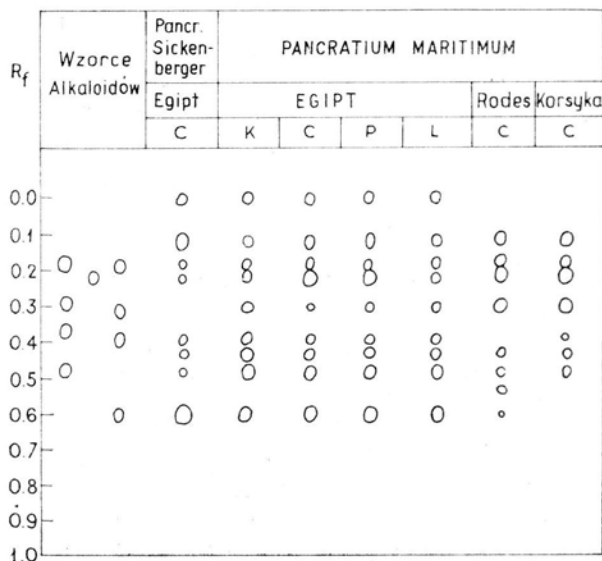 Rf
Wzorce
Alkaloidów
Pancr.
Sicken-
berger
PANCRATIUM MARITIMUM
Egipt
EGIPT
Rodes
Korsyka
C K C P L C C
0.0
0.1
0.2
0.3
0.4
0.5
0.6
0.7
0.8
0.9
1.0